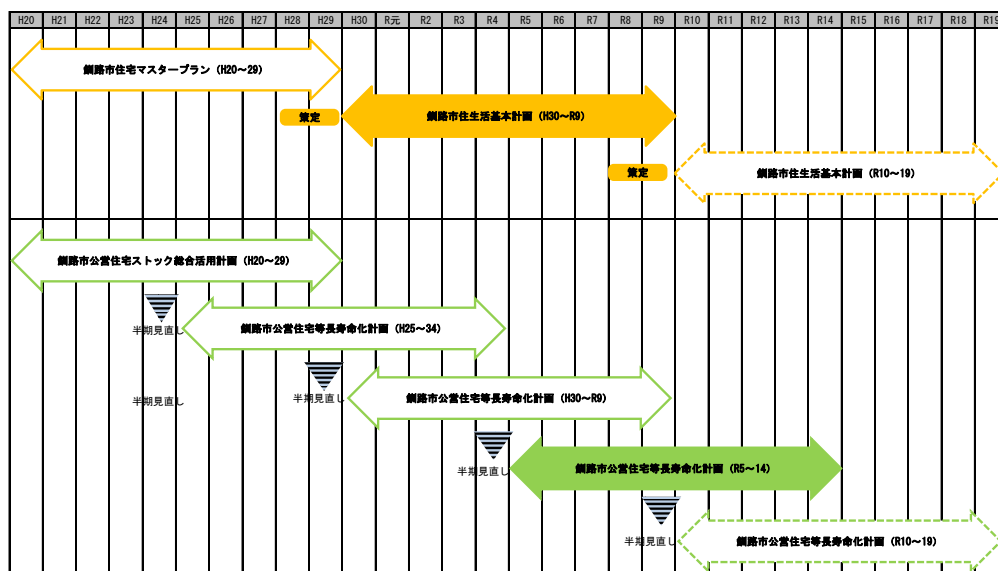 H20 H21 H22 H23 H24 H25 H26 H27 H28 H29 H30 R元 R2 R3 R4 R5 R6 R7 R8 R9 R10 R11 R12 R13 R14 R15 R16 R17 R18 R19
釧路市住宅マスタープラン（H20～29）
策定
釧路市住生活基本計画（H30～R9）
策定
釧路市住生活基本計画（R10～19）
釧路市公営住宅ストック総合活用計画（H20～29）
半期見直し
釧路市公営住宅等長寿命化計画（H25～34）
半期見直し
半期見直し
釧路市公営住宅等長寿命化計画（H30～R9）
半期見直し
釧路市公営住宅等長寿命化計画（R5～14）
半期見直し
釧路市公営住宅等長寿命化計画（R10～19）